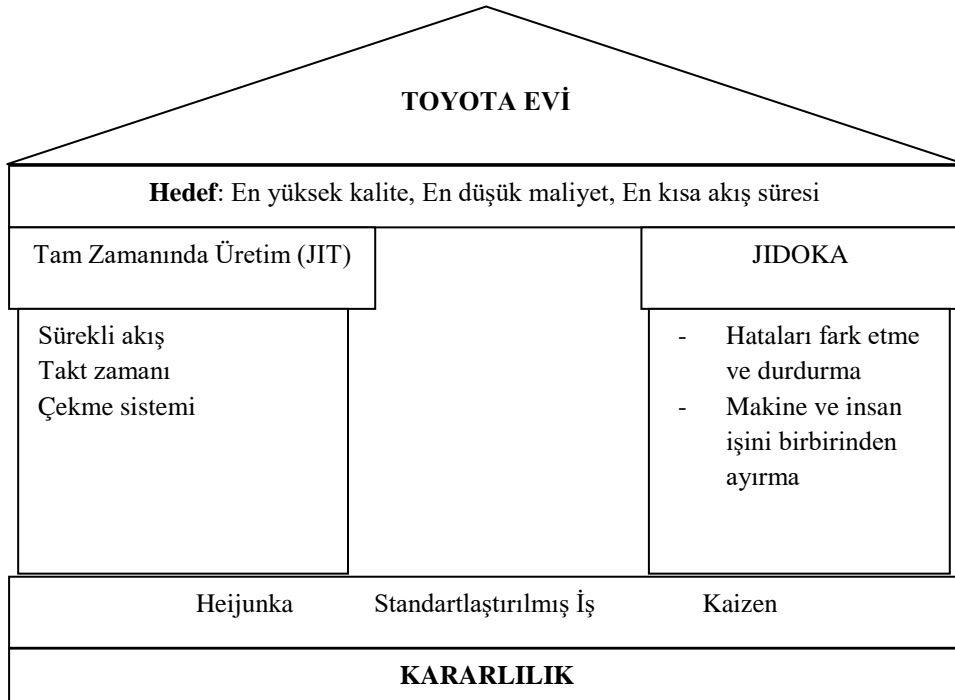 TOYOTA EVİ
Hedef: En yüksek kalite, En düşük maliyet, En kısa akış süresi
Tam Zamanında Üretim (JIT)
JIDOKA
Sürekli akış
Takt zamanı
Çekme sistemi
- Hataları fark etme
ve durdurma
- Makine ve insan
işini birbirinden
ayırma
Heijunka Standartlaştırılmış İş Kaizen
KARARLILIK